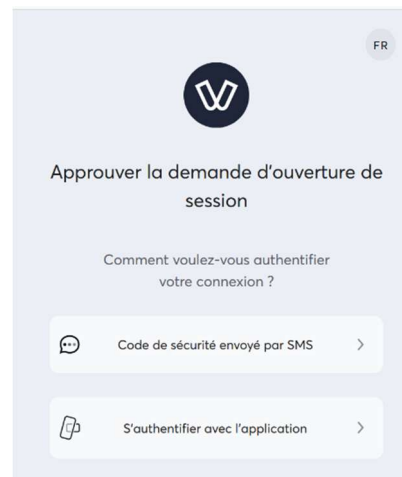 FR
Approuver la demande d'ouverture de
session
Comment voulez-vous authentifier
votre connexion ?
Code de sécurité envoyé par SMS
S'authentifier avec l'application